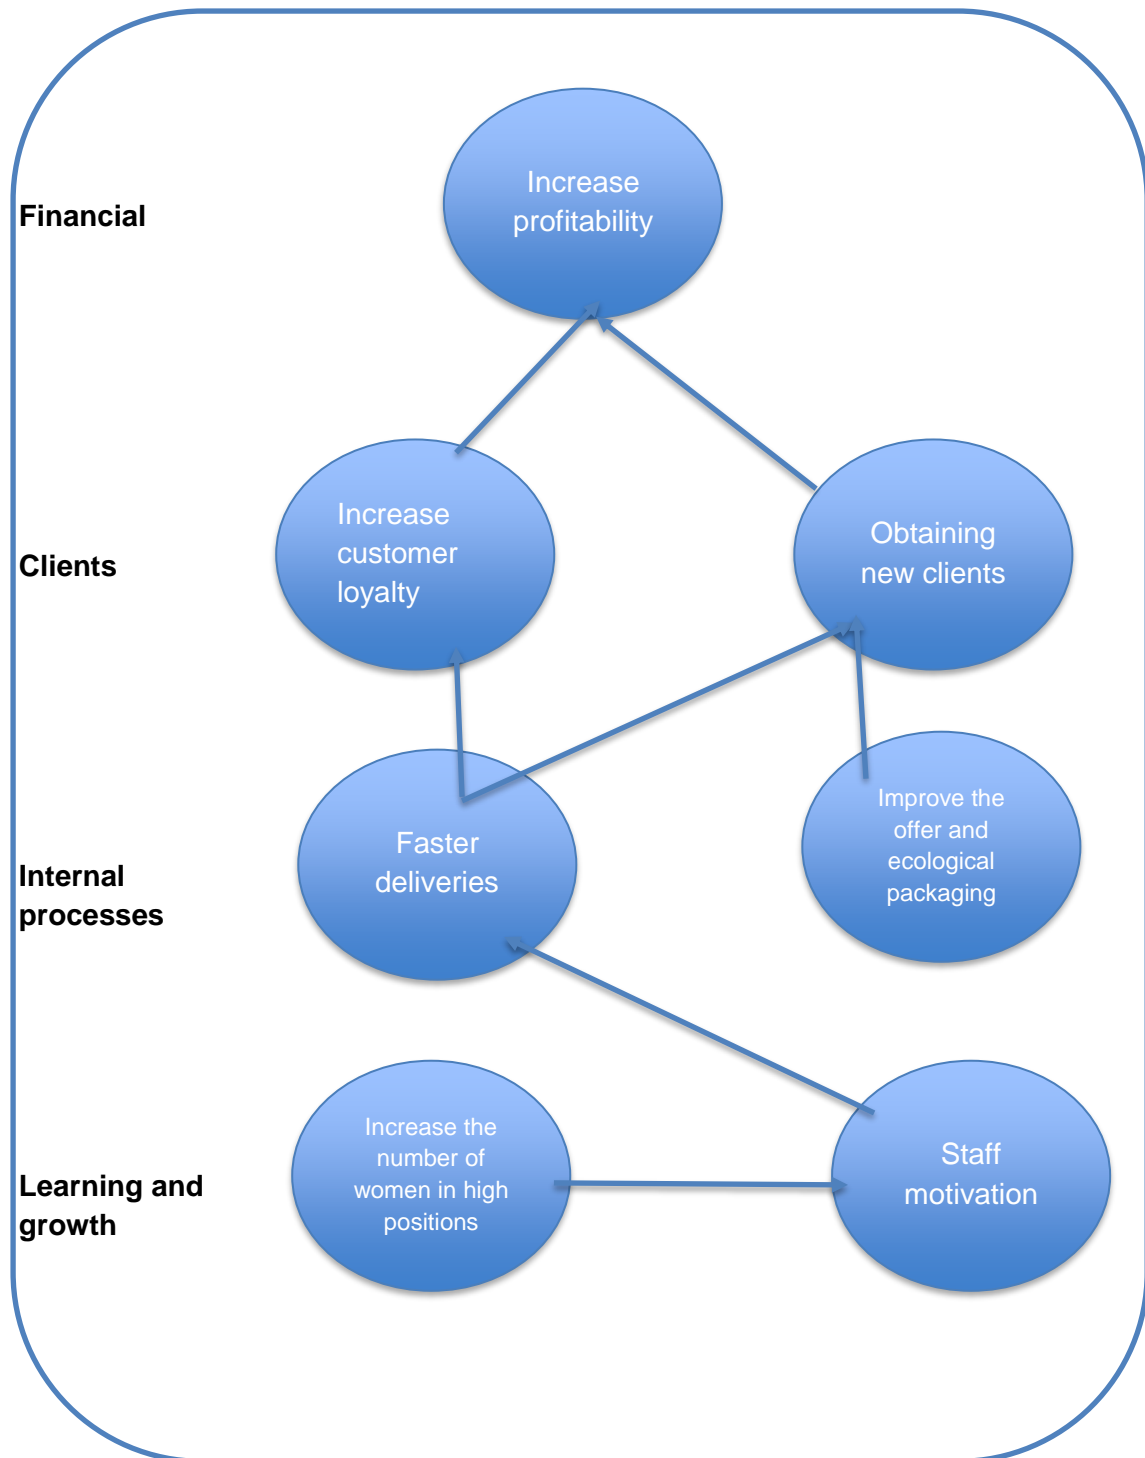 Financial
Increase
profitability
Clients
Increase
customer
loyalty
Obtaining
new clients
Internal
processes
Faster
deliveries
Improve the
offer and
ecological
packaging
Learning and
growth
Increase the
number of
women in high
positions
Staff
motivation